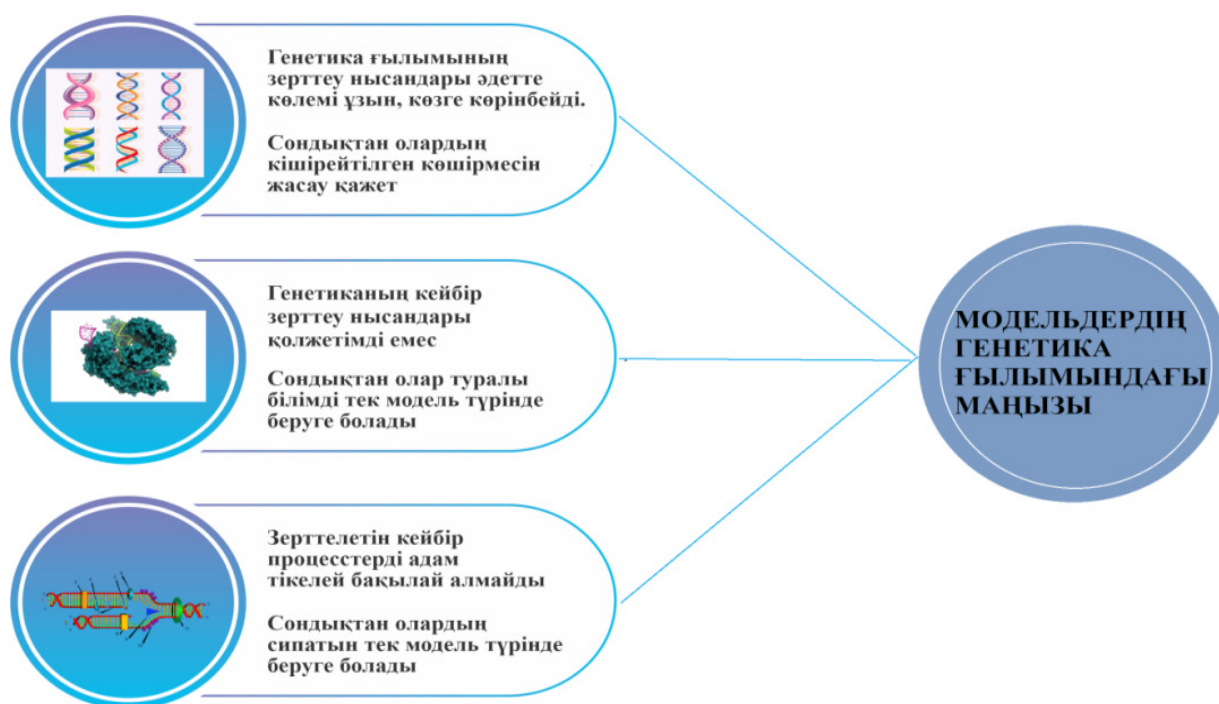 Генетика ғылымының
зерттеу нысандары әдетте
көлемі ұзын, көзге көрінбейді.
Сондықтан олардың
кішірейтілген көшірмесін
жасау қажет
Генетиканың кейбір
зерттеу нысандары
қолжетімді емес
Сондықтан олар туралы
білімді тек модель түрінде
беруге болады
Зерттелетін кейбір
процесстерді адам
тікелей бақылай алмайды
Сондықтан олардың
сипатын тек модель түрінде
беруге болады
МОДЕЛЬДЕРДІҢ
ГЕНЕТИКА
ҒЫЛЫМЫНДАҒЫ
МАҢЫЗЫ